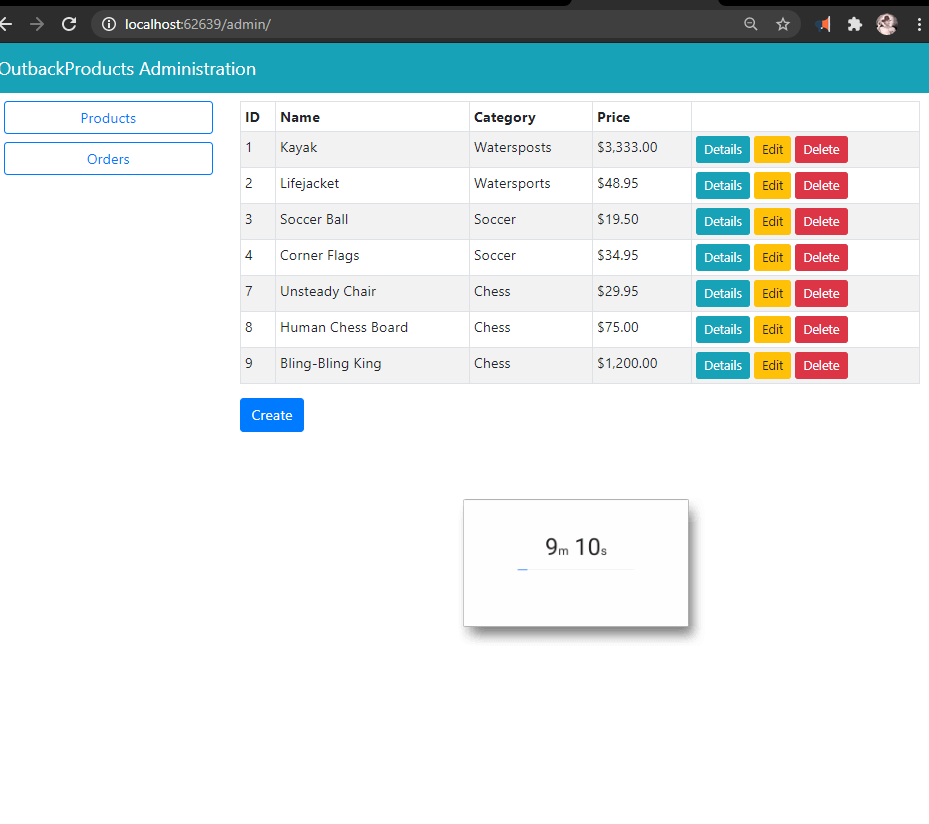 localhost:62639/admin/
OutbackProducts Administration
Products
Orders
ID Name Category Price
1 Kayak Watersposts $3,333.00 Details Edit Delete
2 Lifejacket Watersports $48.95 Details Edit Delete
3 Soccer Ball Soccer $19.50 Details Edit Delete
4 Corner Flags Soccer $34.95 Details Edit Delete
7 Unsteady Chair Chess $29.95 Details Edit Delete
8 Human Chess Board Chess $75.00 Details Edit Delete
9 Bling-Bling King Chess $1,200.00 Details Edit Delete
Create
9m 10s